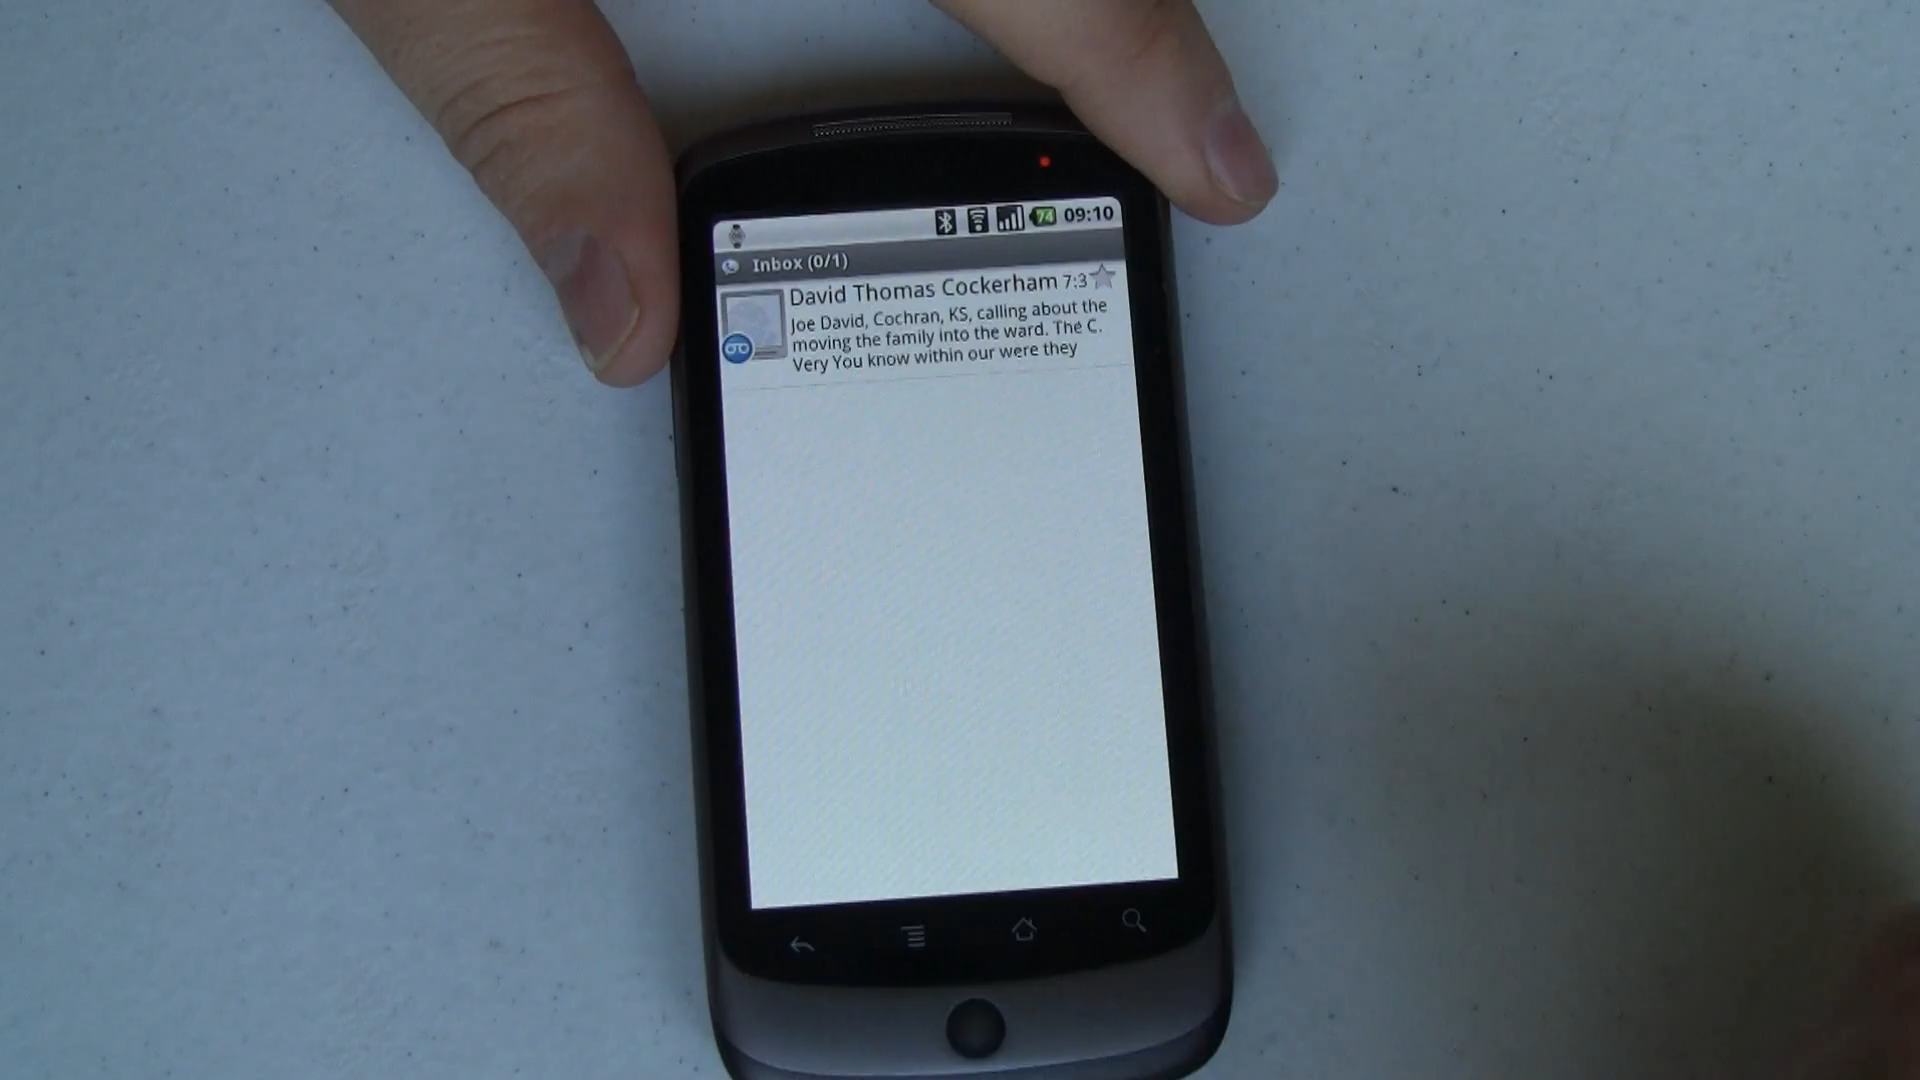 74 09:10
Inbox (0/1)
David Thomas Cockerham 7:3
Joe David, Cochran, KS, calling about the
moving the family into the ward. The C.
Very You know within our were they